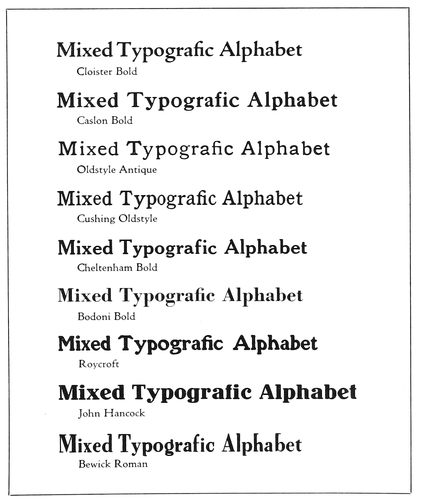 Mixed Typografic Alphabet
Cloister Bold
Mixed Typografic Alphabet
Caslon Bold
Mixed Typografic Alphabet
Oldstyle Antique
Mixed Typografic Alphabet
Cushing Oldstyle
Mixed Typografic Alphabet
Cheltenham Bold
Mixed Typografic Alphabet
Bodoni Bold
Mixed Typografic Alphabet
Roycroft
Mixed Typografic Alphabet
John Hancock
Mixed Typografic Alphabet
Bewick Roman